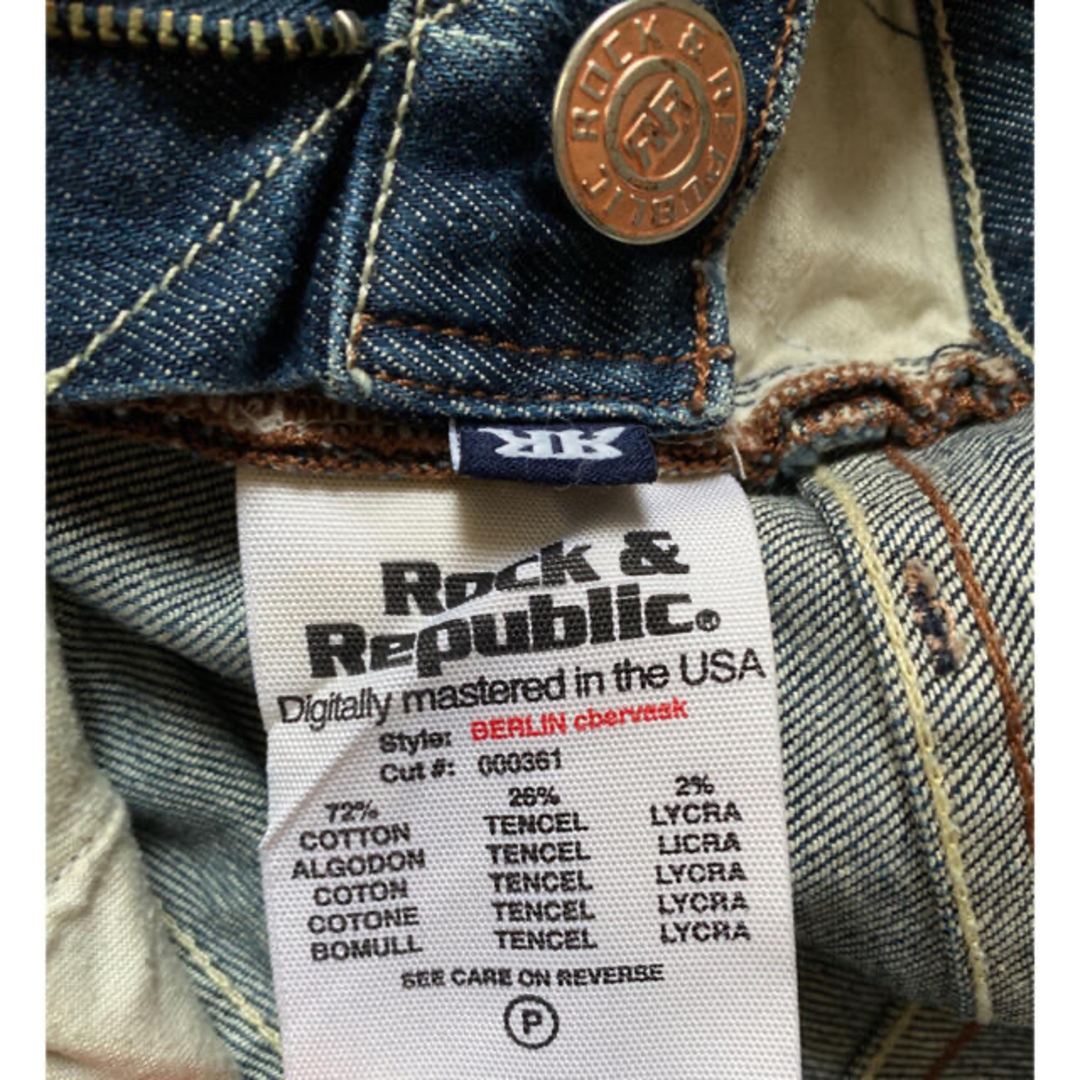 ROCK & REPUBLIC
RR
RR
Rock &
Republic®
Digitally mastered in the USA
Style: BERLIN cbervask
Cut #: 000361
72% 26% 2%
COTTON TENCEL LYCRA
ALGODON TENCEL LICRA
COTON TENCEL LYCRA
COTONE TENCEL LYCRA
BOMULL TENCEL LYCRA
SEE CARE ON REVERSE
P